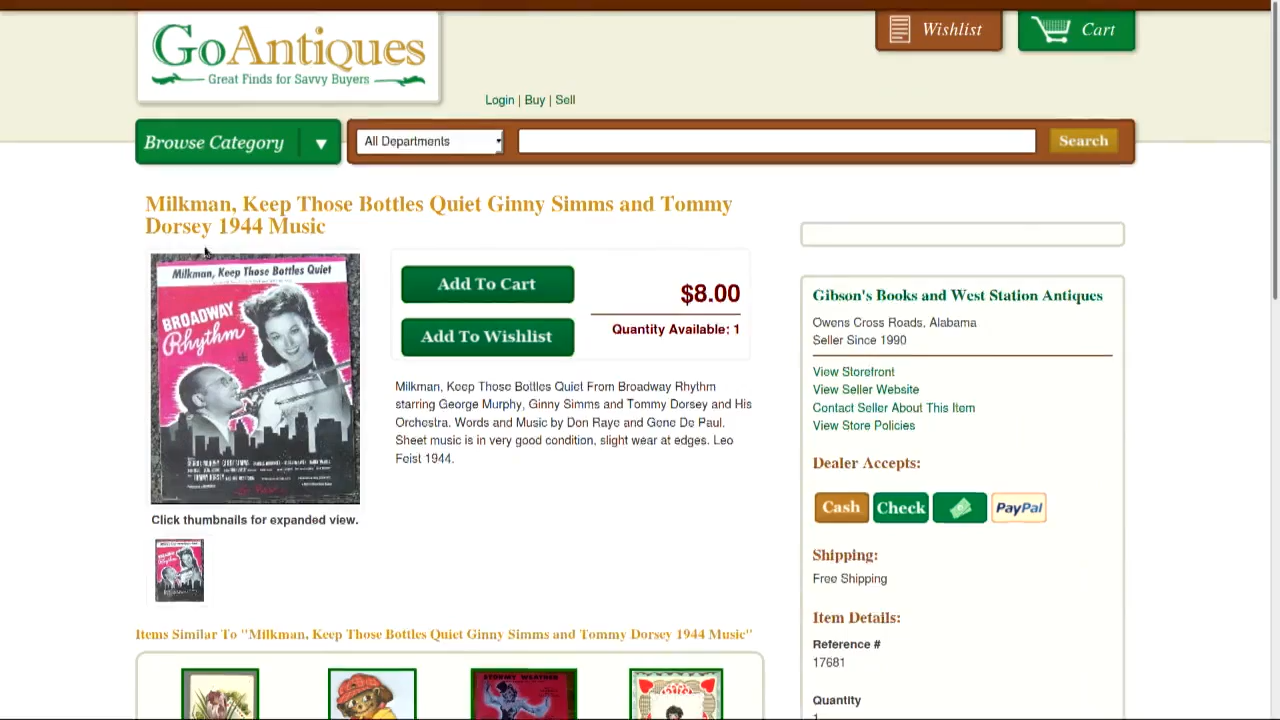 GoAntiques
Great Finds for Savvy Buyers
Wishlist
Cart
Login | Buy | Sell
Browse Category ▼
All Departments
Search
Milkman, Keep Those Bottles Quiet Ginny Simms and Tommy
Dorsey 1944 Music
Milkman, Keep Those Bottles Quiet
BROADWAY
Rhythm
Click thumbnails for expanded view.
Add To Cart
$8.00
Add To Wishlist
Quantity Available: 1
Milkman, Keep Those Bottles Quiet From Broadway Rhythm
starring George Murphy, Ginny Simms and Tommy Dorsey and His
Orchestra. Words and Music by Don Raye and Gene De Paul.
Sheet music is in very good condition, slight wear at edges. Leo
Feist 1944.
Items Similar To "Milkman, Keep Those Bottles Quiet Ginny Simms and Tommy Dorsey 1944 Music"
STORMY WEATHER
Gibson's Books and West Station Antiques
Owens Cross Roads, Alabama
Seller Since 1990
View Storefront
View Seller Website
Contact Seller About This Item
View Store Policies
Dealer Accepts:
Cash
Check
PayPal
Shipping:
Free Shipping
Item Details:
Reference #
17681
Quantity
1